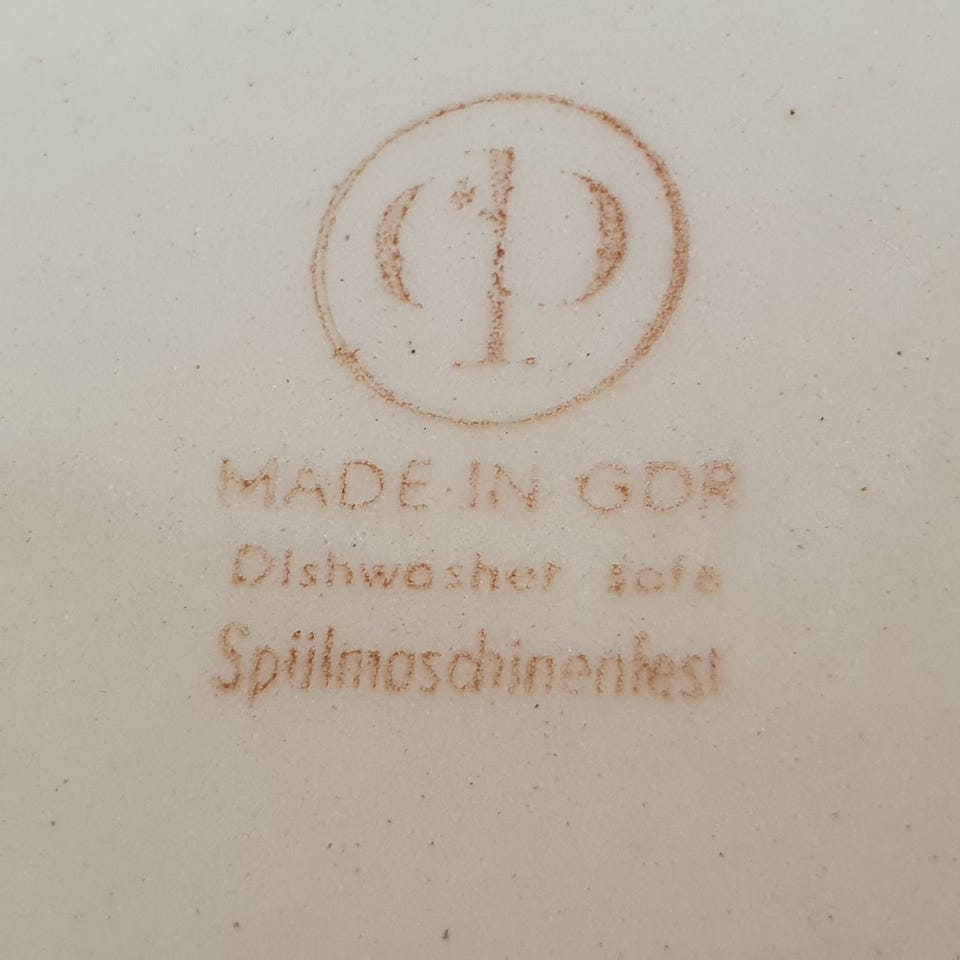 MADE IN GDR
Dishwasher safe
Spülmaschinenfest